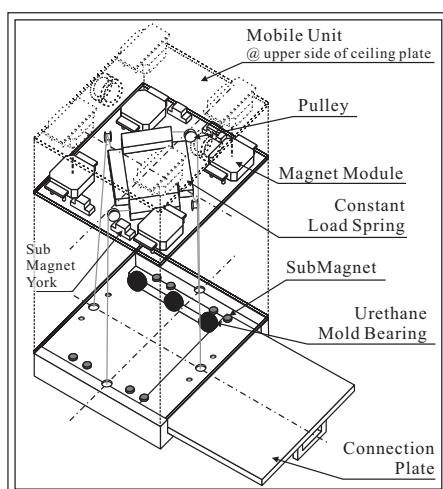 Mobile Unit
@ upper side of ceiling plate
Pulley
Magnet Module
Constant
Load Spring
Sub
Magnet
York
SubMagnet
Urethane
Mold Bearing
Connection
Plate